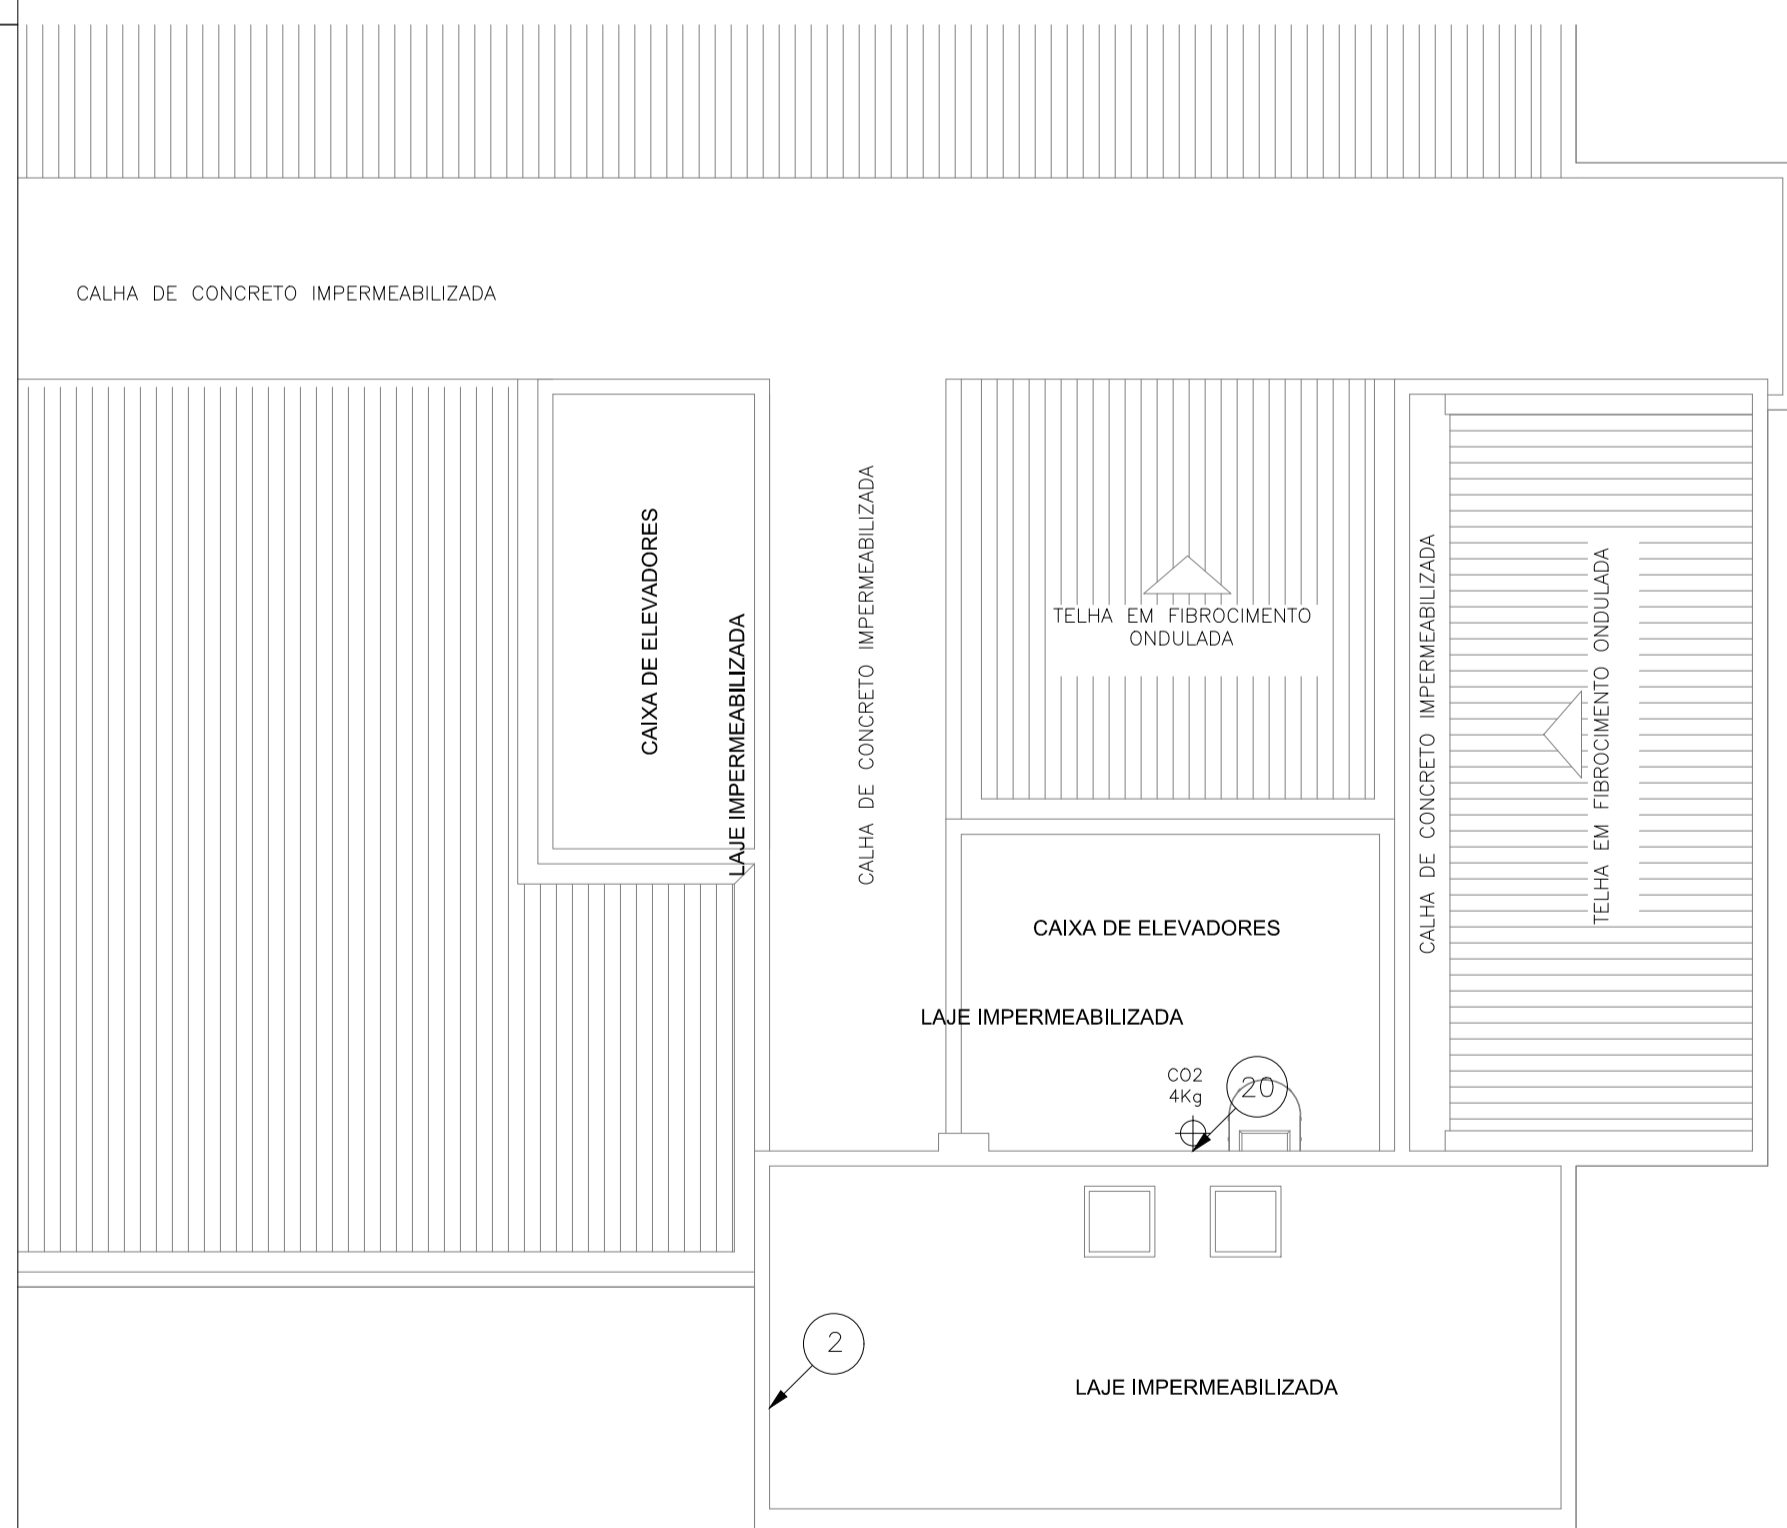 CALHA DE CONCRETO IMPERMEABILIZADA
CAIXA DE ELEVADORES
LAJE IMPERMEABILIZADA
CALHA DE CONCRETO IMPERMEABILIZADA
TELHA EM FIBROCIMENTO
ONDULADA
CALHA DE CONCRETO IMPERMEABILIZADA
TELHA EM FIBROCIMENTO ONDULADA
CAIXA DE ELEVADORES
LAJE IMPERMEABILIZADA
CO2
4Kg
20
2
LAJE IMPERMEABILIZADA